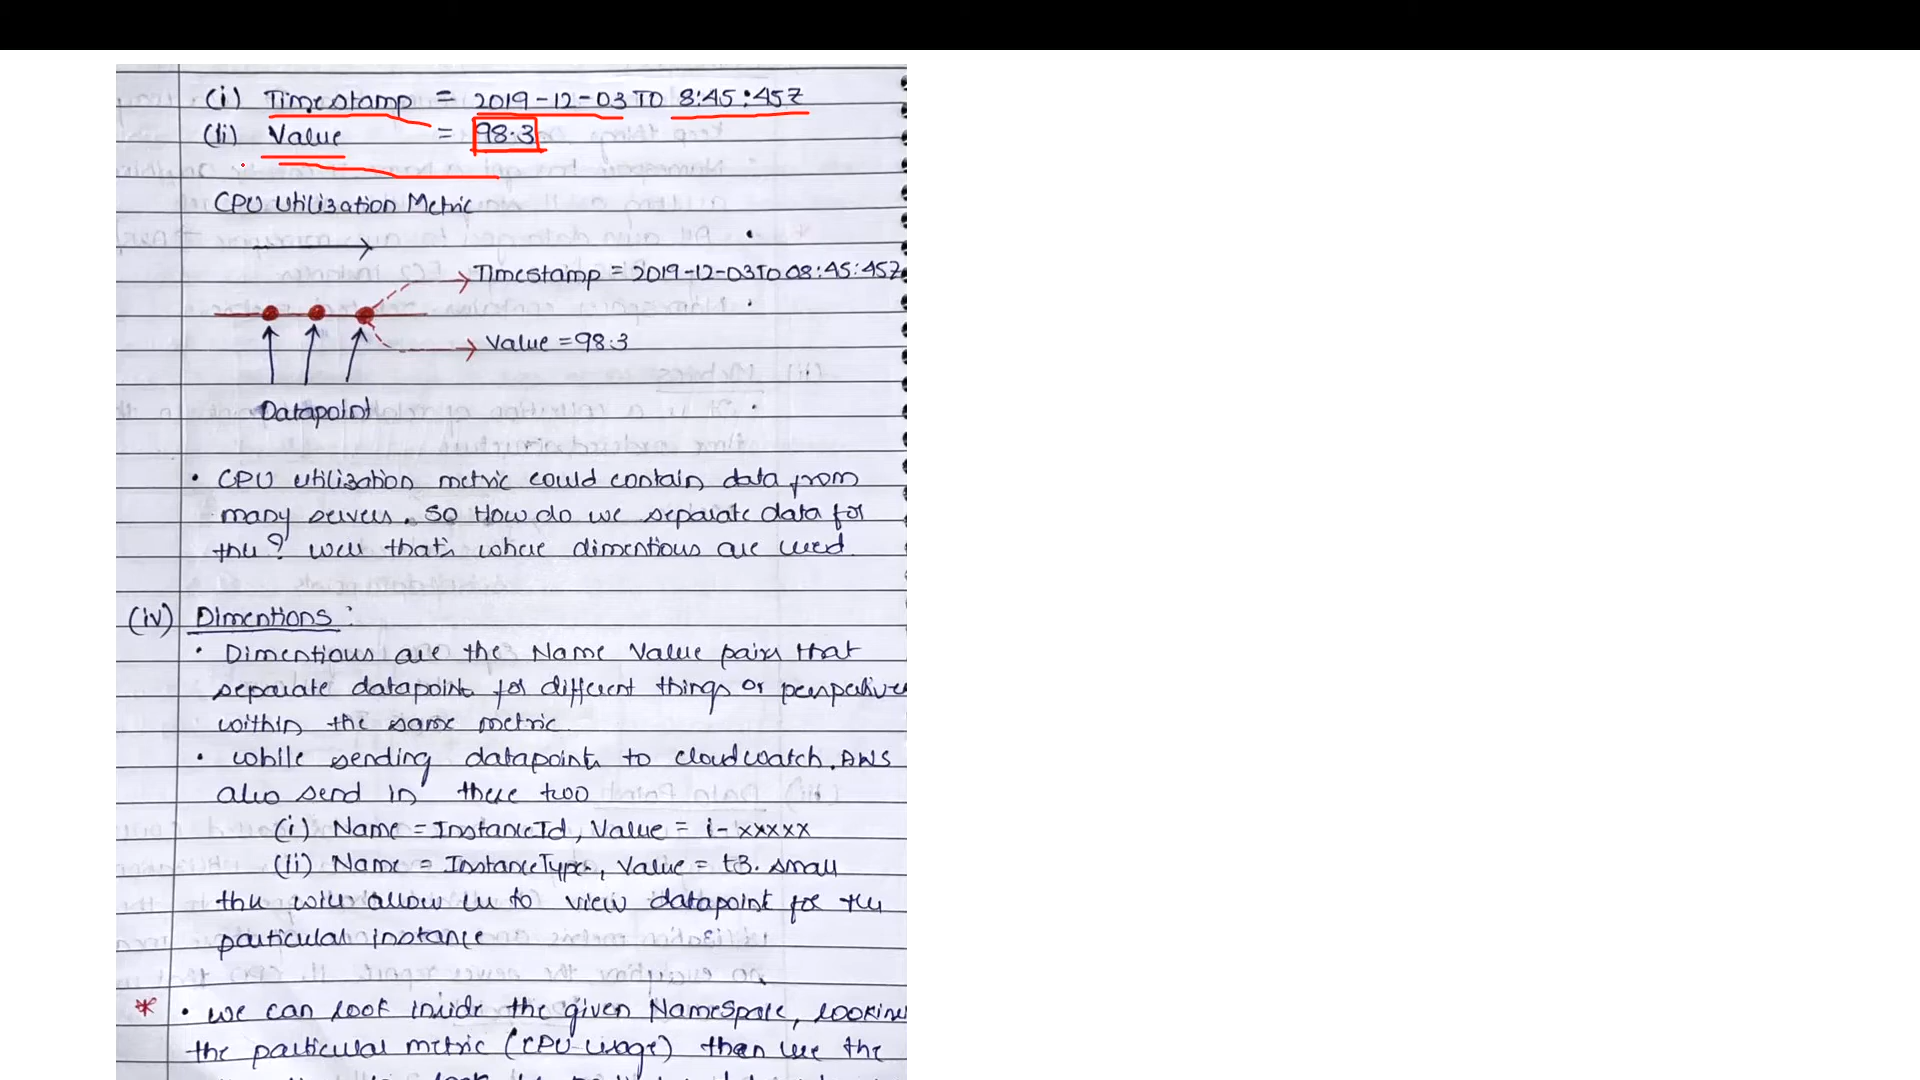 (i) Timestamp = 2019-12-03 TO 8:45:45Z
(ii) Value = 98.3
CPU Utilization Metric
Timestamp = 2019-12-03TO08:45:45Z
Value = 98.3
Datapoint
• CPU utilization metric could contain data from
many servers. SO How do we separate data for
this? Well that's where dimentions are used
(iv) Dimentions:
• Dimentions are the Name Value pairs that
separate datapoints for different things or perspective
within the same metric
• While sending datapoints to cloudwatch. AWS
also send in these two
(i) Name = InstanceId, Value = i-xxxxx
(ii) Name = InstanceType, Value = t3.small
this will allow us to view datapoint for this
particular instance
* • We can look inside the given NameSpace, looking
the particular metric (CPU Usage) then use the